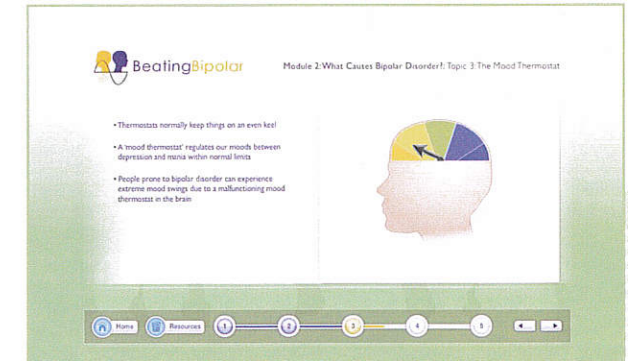 BeatingBipolar
Module 2: What Causes Bipolar Disorder?: Topic 3: The Mood Thermostat
• Thermostats normally keep things on an even keel
• A 'mood thermostat' regulates our moods between
depression and mania within normal limits
• People prone to bipolar disorder can experience
extreme mood swings due to a malfunctioning mood
thermostat in the brain
Home
Resources
1
2
3
4
5